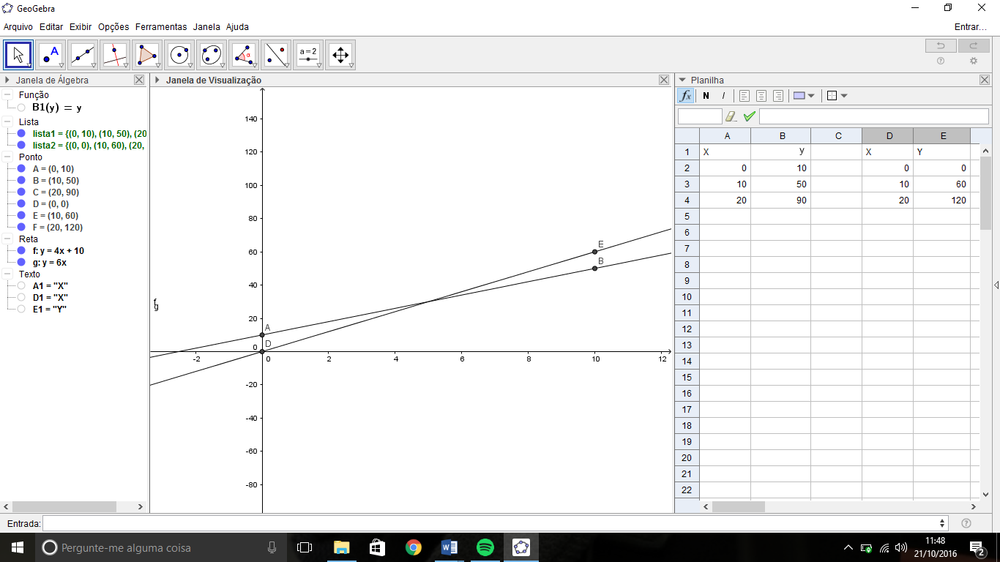 GeoGebra
Arquivo Editar Exibir Opções Ferramentas Janela Ajuda Entrar...
A α a = 2
Janela de Álgebra
Função
B1(y) = y
Lista
lista1 = {(0, 10), (10, 50), (20
lista2 = {(0, 0), (10, 60), (20,
Ponto
A = (0, 10)
B = (10, 50)
C = (20, 90)
D = (0, 0)
E = (10, 60)
F = (20, 120)
Reta
f: y = 4x + 10
g: y = 6x
Texto
A1 = "X"
D1 = "X"
E1 = "Y"
Janela de Visualização
140
120
100
80
60
40
20
0
-20
-40
-60
-80
-2 0 2 4 6 8 10 12
f
g
A
D
E
B
Planilha
fx N I
A B C D E
1 X y X Y
2 0 10 0 0
3 10 50 10 60
4 20 90 20 120
5
6
7
8
9
10
11
12
13
14
15
16
17
18
19
20
21
22
Entrada:
Pergunte-me alguma coisa
11:48
21/10/2016
2